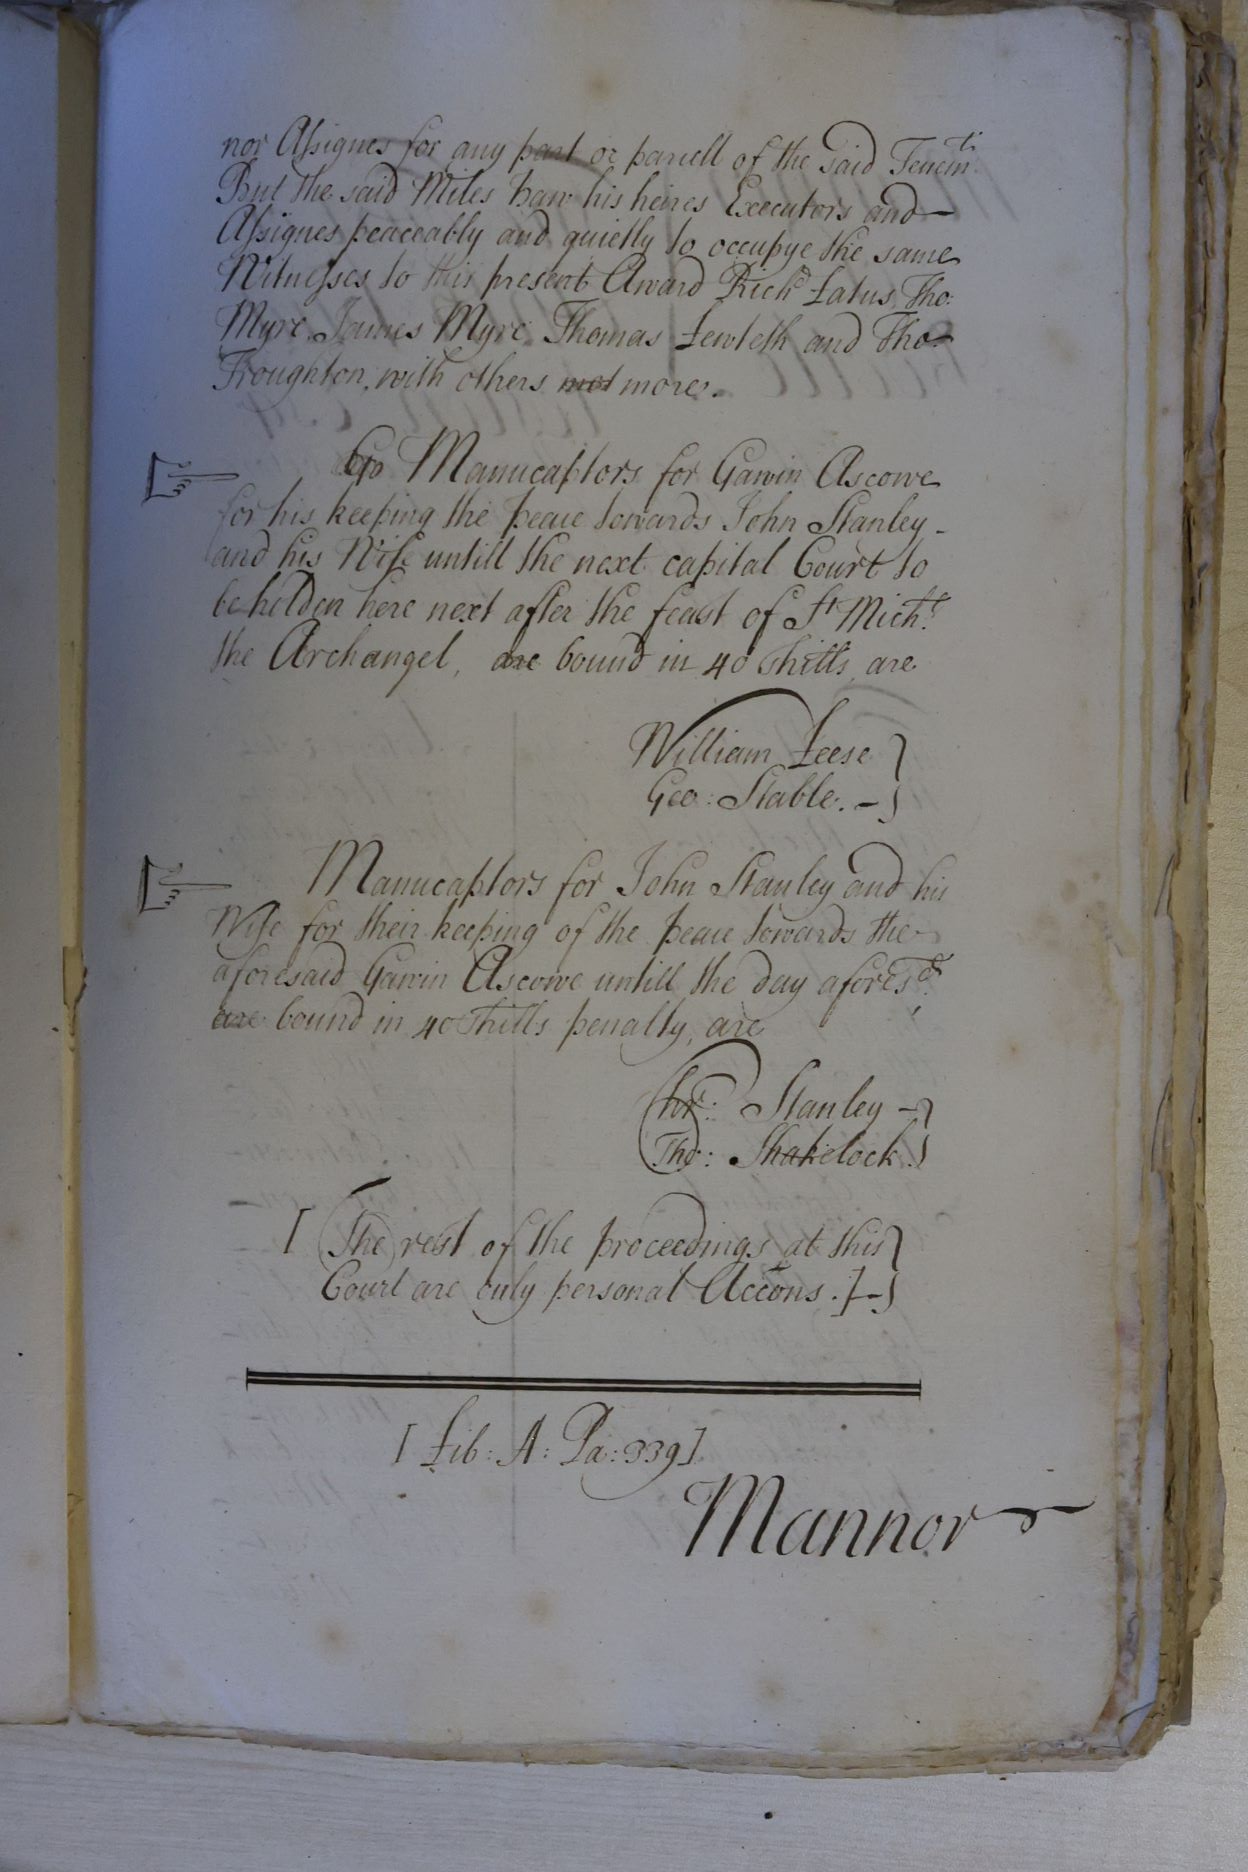 nor Assignes for any part or parcell of the said Tenemt.
But the said Miles Haw his heires Executors and
Assignes peaceably and quietly to occupye the same
Witnesses to this present Award Richd Latus, Tho:
Myre James Myre Thomas Lewteth and Tho:
Troughton, with others mo more.
Manucaptors for Gawin Ascowe
for his keeping the peace towards John Stanley
and his Wife untill the next capital Court to
be holden here next after the feast of St Michl:
the Archangel, are bound in 40 Shills are
William Leese
Geo: Stable.
Manucaptors for John Stanley and his
Wife for their keeping of the peace towards the
aforesaid Gawin Ascowe untill the day aforesd:
are bound in 40 Shills penalty, are
Chr: Stanley
Tho: Shakelock.
[The rest of the proceedings at this
Court are only personal Accons.]
[Lib: A: Pa: 339]
Mannor